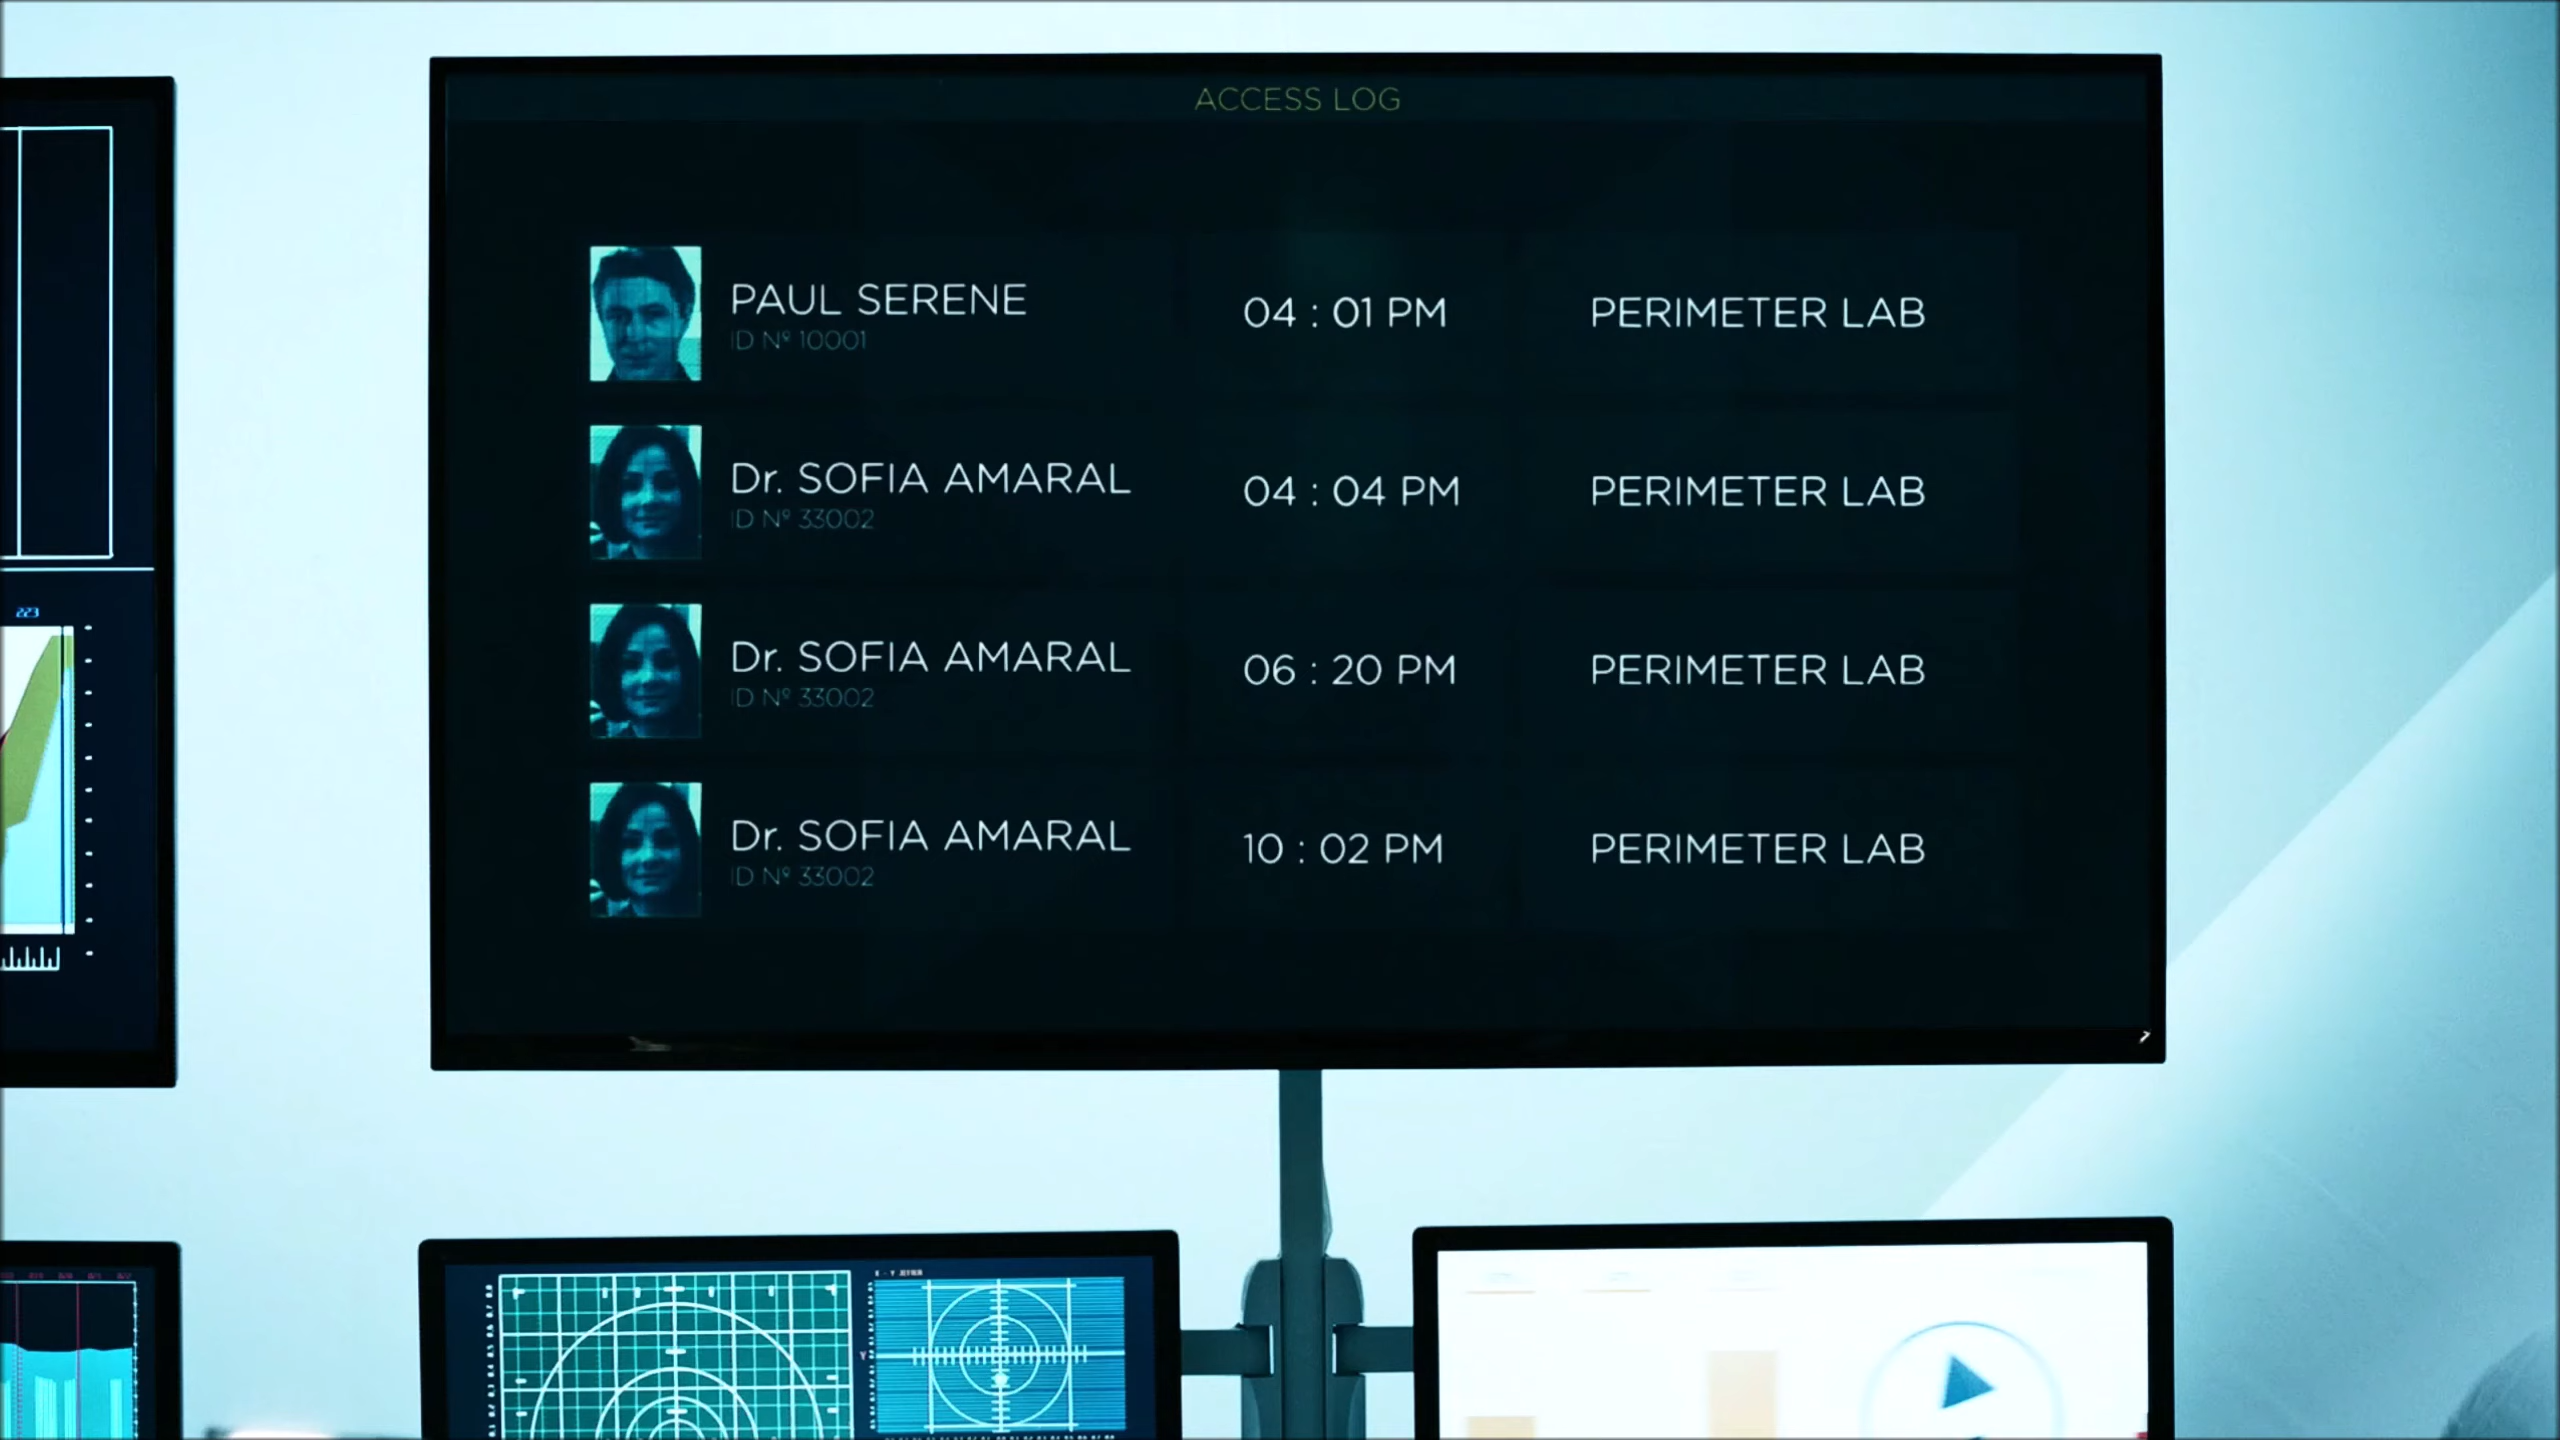 ACCESS LOG
PAUL SERENE
ID Nº 10001
04 : 01 PM
PERIMETER LAB
Dr. SOFIA AMARAL
ID Nº 33002
04 : 04 PM
PERIMETER LAB
Dr. SOFIA AMARAL
ID Nº 33002
06 : 20 PM
PERIMETER LAB
Dr. SOFIA AMARAL
ID Nº 33002
10 : 02 PM
PERIMETER LAB
223